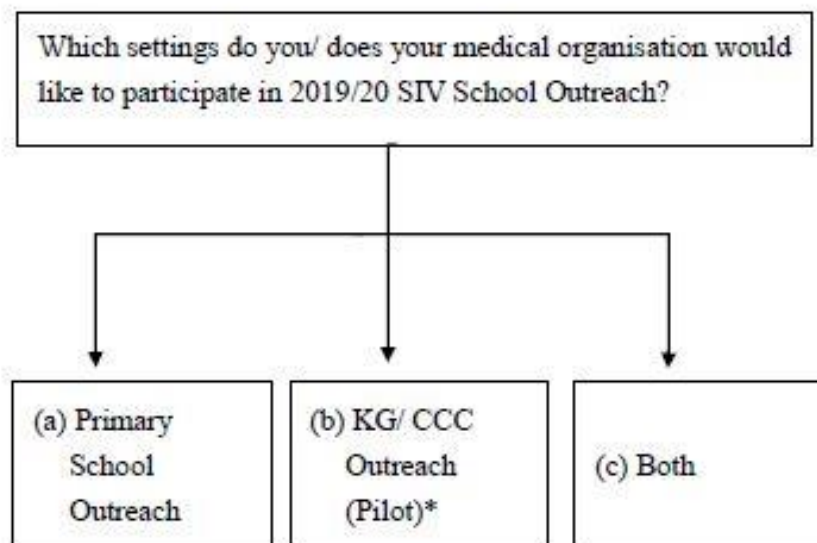 Which settings do you/ does your medical organisation would
like to participate in 2019/20 SIV School Outreach?
(a) Primary
School
Outreach
(b) KG/ CCC
Outreach
(Pilot)*
(c) Both